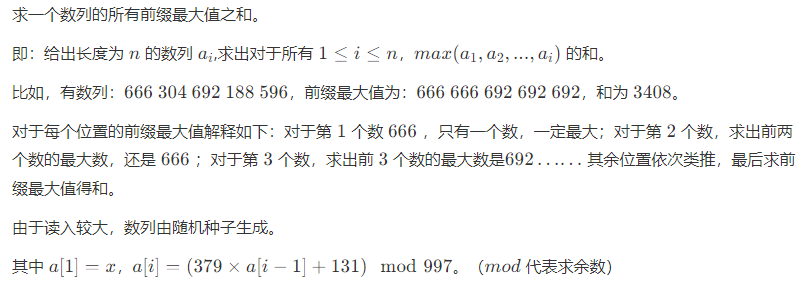 求一个数列的所有前缀最大值之和。
即：给出长度为 n 的数列 a_i,求出对于所有 1 ≤ i ≤ n，max(a_1, a_2, ..., a_i) 的和。
比如，有数列：666 304 692 188 596，前缀最大值为：666 666 692 692 692，和为 3408。
对于每个位置的前缀最大值解释如下：对于第 1 个数 666 ，只有一个数，一定最大；对于第 2 个数，求出前两
个数的最大数，还是 666 ；对于第 3 个数，求出前 3 个数的最大数是692……其余位置依次类推，最后求前
缀最大值得和。
由于读入较大，数列由随机种子生成。
其中 a[1] = x，a[i] = (379 × a[i − 1] + 131) mod 997。（mod 代表求余数）